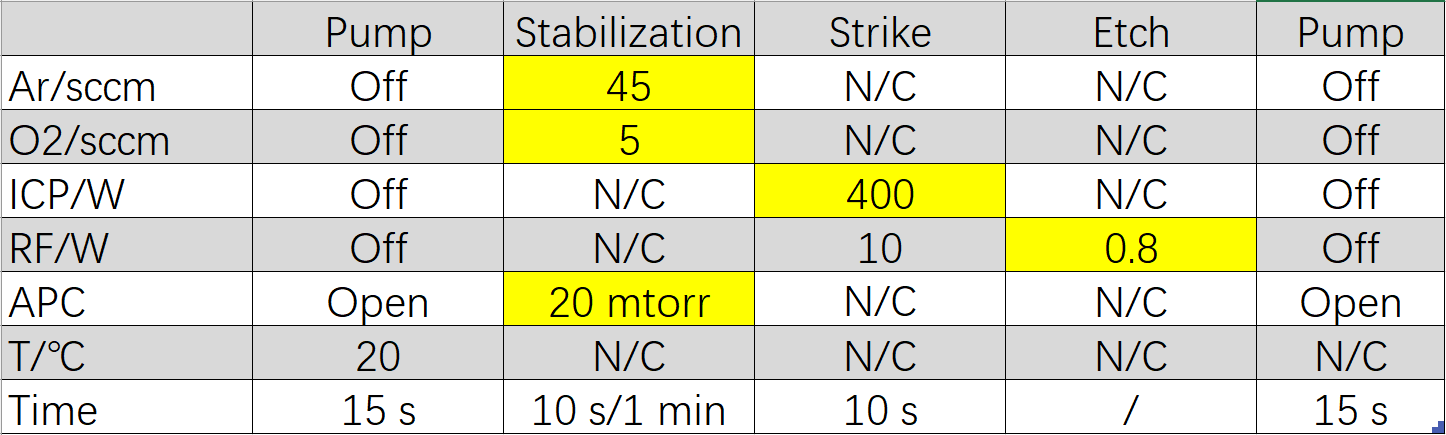 Pump Stabilization Strike Etch Pump
Ar/sccm Off 45 N/C N/C Off
O2/sccm Off 5 N/C N/C Off
ICP/W Off N/C 400 N/C Off
RF/W Off N/C 10 0.8 Off
APC Open 20 mtorr N/C N/C Open
T/℃ 20 N/C N/C N/C N/C
Time 15 s 10 s/1 min 10 s / 15 s